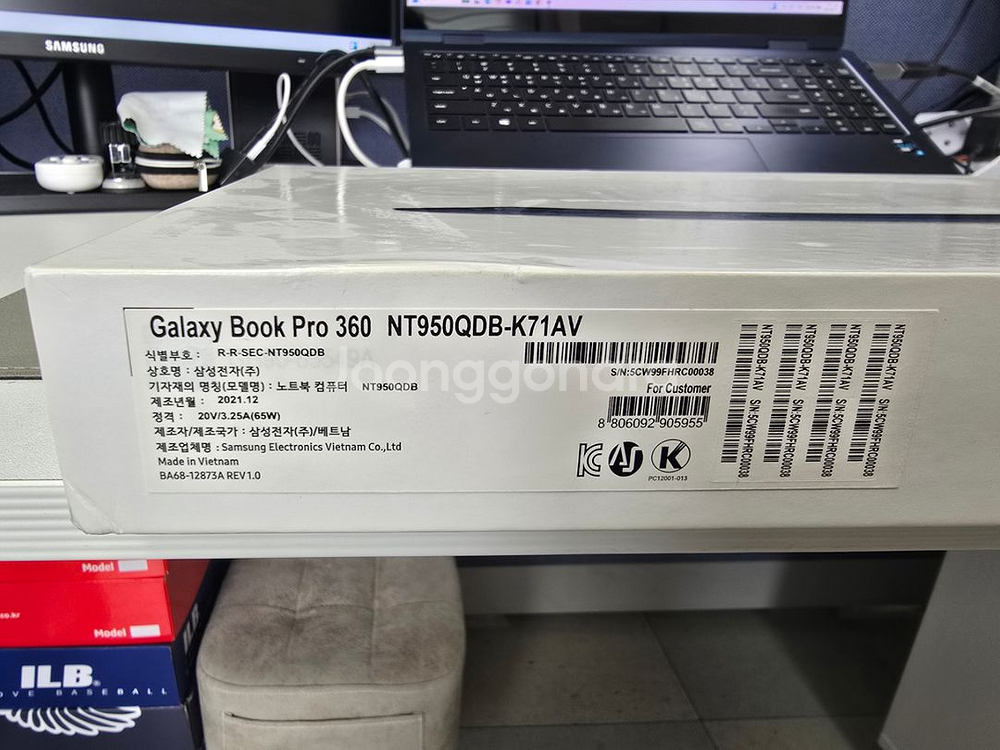 SAMSUNG
Galaxy Book Pro 360 NT950QDB-K71AV
식별부호 : R-R-SEC-NT950QDB
상호명 : 삼성전자(주)
기자재의 명칭(모델명) : 노트북 컴퓨터 NT950QDB
제조년월 : 2021.12
정격 : 20V/3.25A(65W)
제조자/제조국가 : 삼성전자(주)/베트남
제조업체명 : Samsung Electronics Vietnam Co.,Ltd
Made in Vietnam
BA68-12873A REV1.0
S/N:5CW99FHRC00038
For Customer
8 806092 905955
PC12001-013
NT950QDB-K71AV S/N:5CW99FHRC00038
NT950QDB-K71AV S/N:5CW99FHRC00038
NT950QDB-K71AV S/N:5CW99FHRC00038
NT950QDB-K71AV S/N:5CW99FHRC00038
joonggonara
Model
co.kr
Model
ILB
ILB
OVE BASEBALL